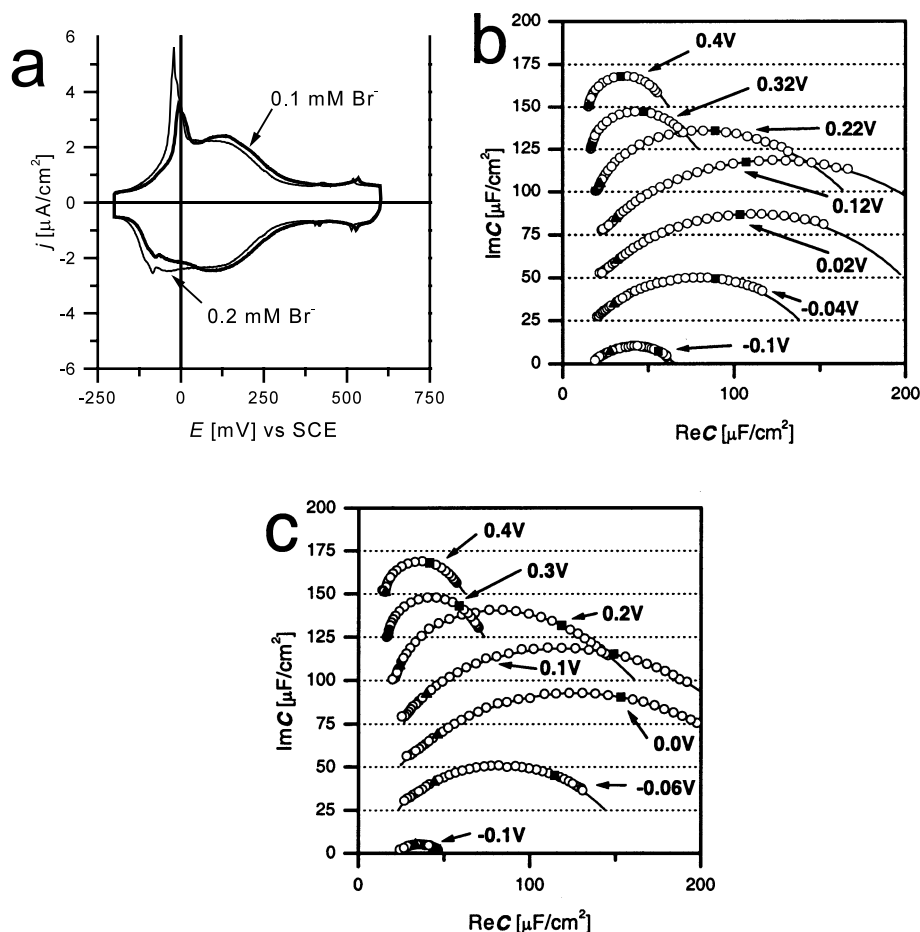 a
6
4
2
0
-2
-4
-6
j [µA/cm²]
0.1 mM Br⁻
0.2 mM Br⁻
-250
0
250
500
750
E [mV] vs SCE
b
200
175
150
125
100
75
50
25
0
ImC [µF/cm²]
0.4V
0.32V
0.22V
0.12V
0.02V
-0.04V
-0.1V
0
100
200
ReC [µF/cm²]
c
200
175
150
125
100
75
50
25
0
ImC [µF/cm²]
0.4V
0.3V
0.2V
0.1V
0.0V
-0.06V
-0.1V
0
100
200
ReC [µF/cm²]